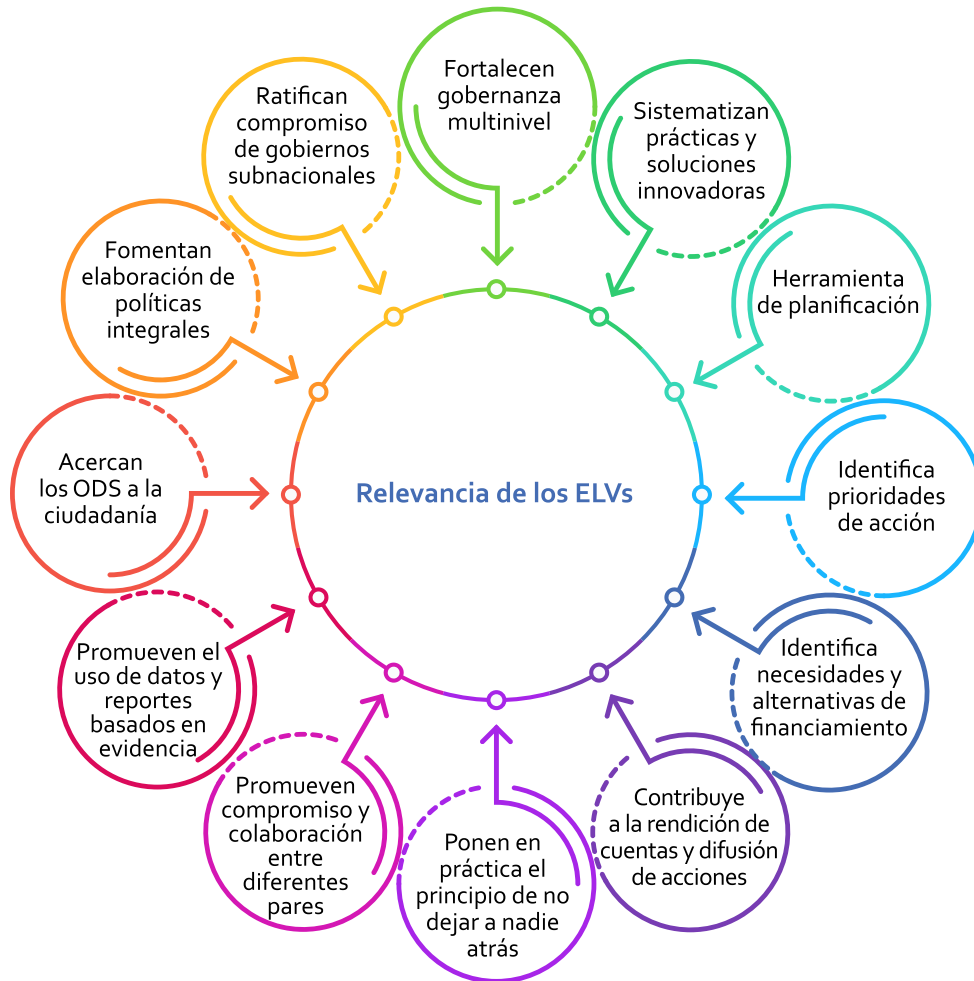 Fortalecen
gobernanza
multinivel
Sistematizan
prácticas y
soluciones
innovadoras
Herramienta
de planificación
Identifica
prioridades
de acción
Identifica
necesidades y
alternativas de
financiamiento
Contribuye
a la rendición de
cuentas y difusión
de acciones
Ponen en
práctica el
principio de no
dejar a nadie
atrás
Promueven
compromiso y
colaboración
entre
diferentes
pares
Promueven el
uso de datos y
reportes
basados en
evidencia
Acercan
los ODS a la
ciudadanía
Fomentan
elaboración de
políticas
integrales
Ratifican
compromiso
de gobiernos
subnacionales
Relevancia de los ELVs